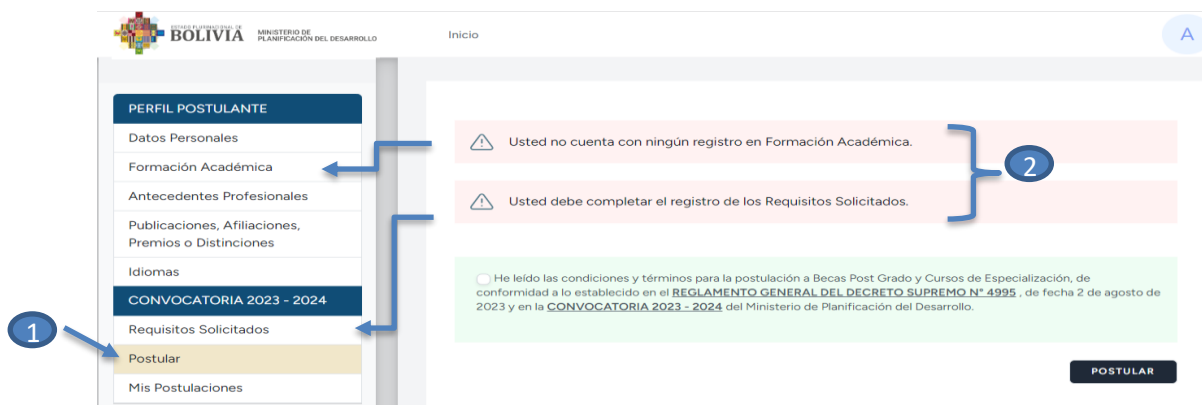 ESTADO PLURINACIONAL DE
BOLIVIA
MINISTERIO DE
PLANIFICACIÓN DEL DESARROLLO
Inicio
A
PERFIL POSTULANTE
Datos Personales
Formación Académica
Antecedentes Profesionales
Publicaciones, Afiliaciones,
Premios o Distinciones
Idiomas
CONVOCATORIA 2023 - 2024
Requisitos Solicitados
1
Postular
Mis Postulaciones
Usted no cuenta con ningún registro en Formación Académica.
2
Usted debe completar el registro de los Requisitos Solicitados.
He leído las condiciones y términos para la postulación a Becas Post Grado y Cursos de Especialización, de
conformidad a lo establecido en el REGLAMENTO GENERAL DEL DECRETO SUPREMO N° 4995 , de fecha 2 de agosto de
2023 y en la CONVOCATORIA 2023 - 2024 del Ministerio de Planificación del Desarrollo.
POSTULAR